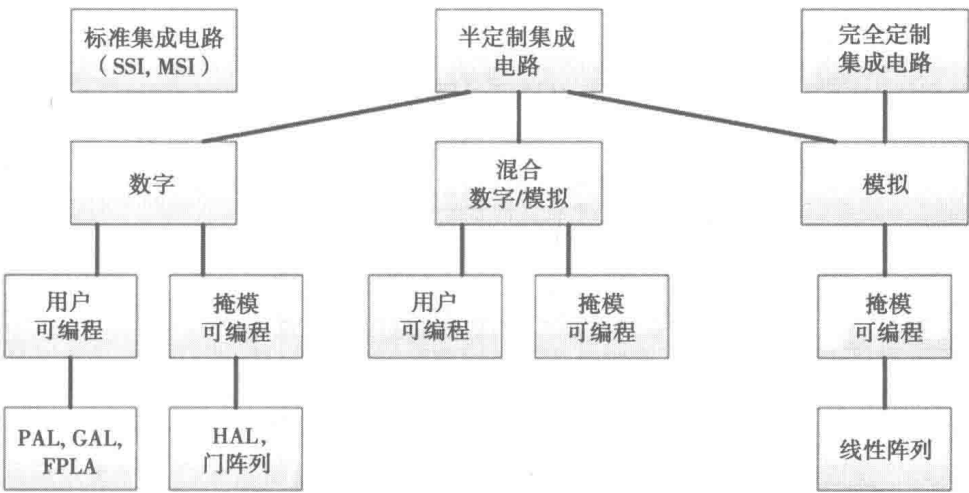 标准集成电路
（SSI, MSI）
半定制集成
电路
完全定制
集成电路
数字
混合
数字/模拟
模拟
用户
可编程
掩模
可编程
用户
可编程
掩模
可编程
掩模
可编程
PAL, GAL,
FPLA
HAL,
门阵列
线性阵列